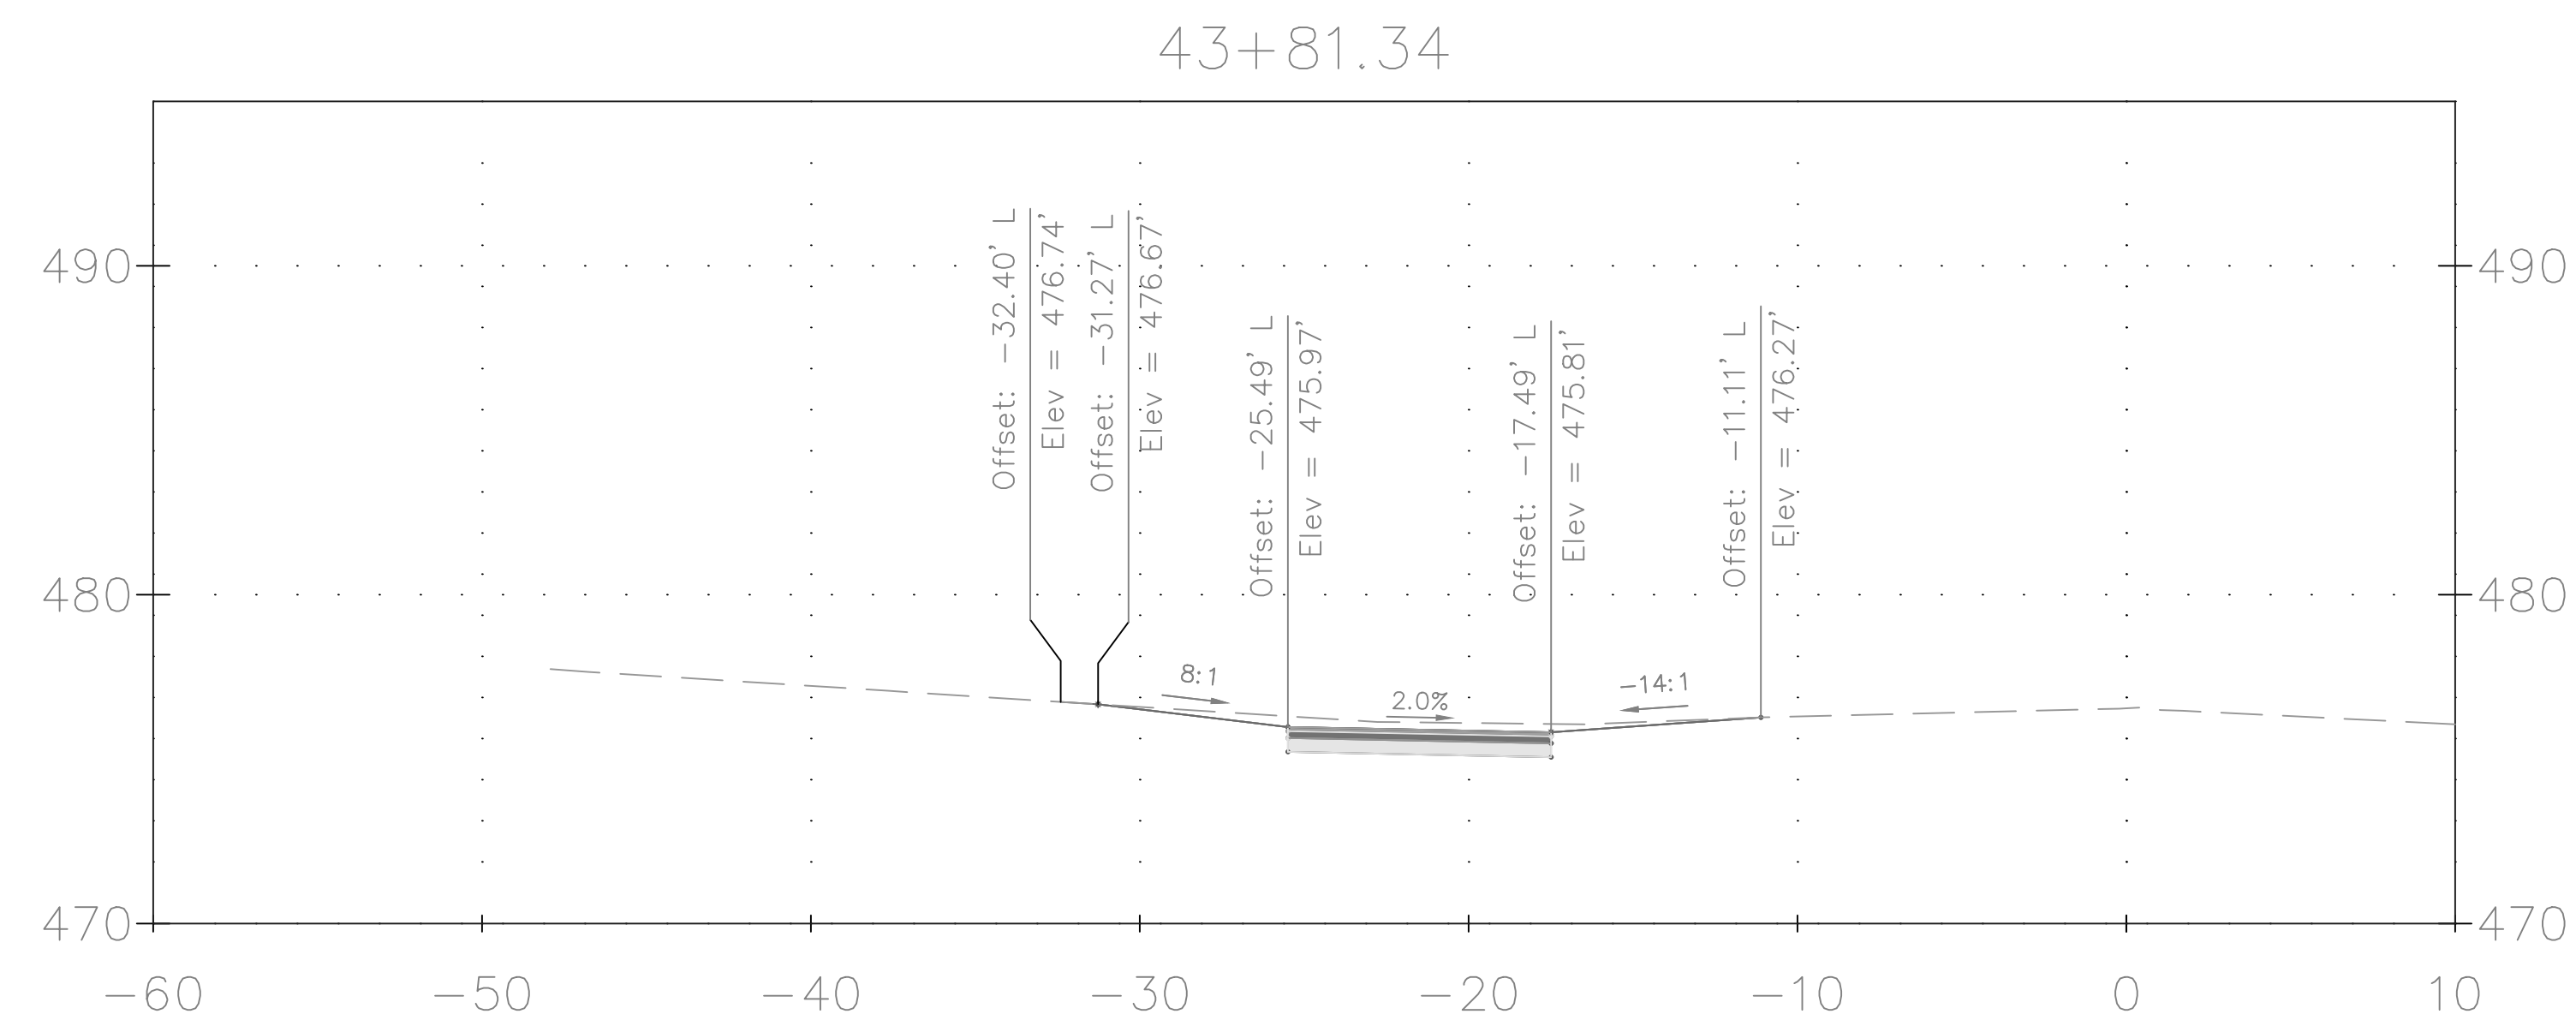 43+81.34
Offset: -32.40' L
Elev = 476.74'
Offset: -31.27' L
Elev = 476.67'
Offset: -25.49' L
Elev = 475.97'
Offset: -17.49' L
Elev = 475.81'
Offset: -11.11' L
Elev = 476.27'
490 490
480 480
8:1
2.0%
-14:1
470 470
-60 -50 -40 -30 -20 -10 0 10